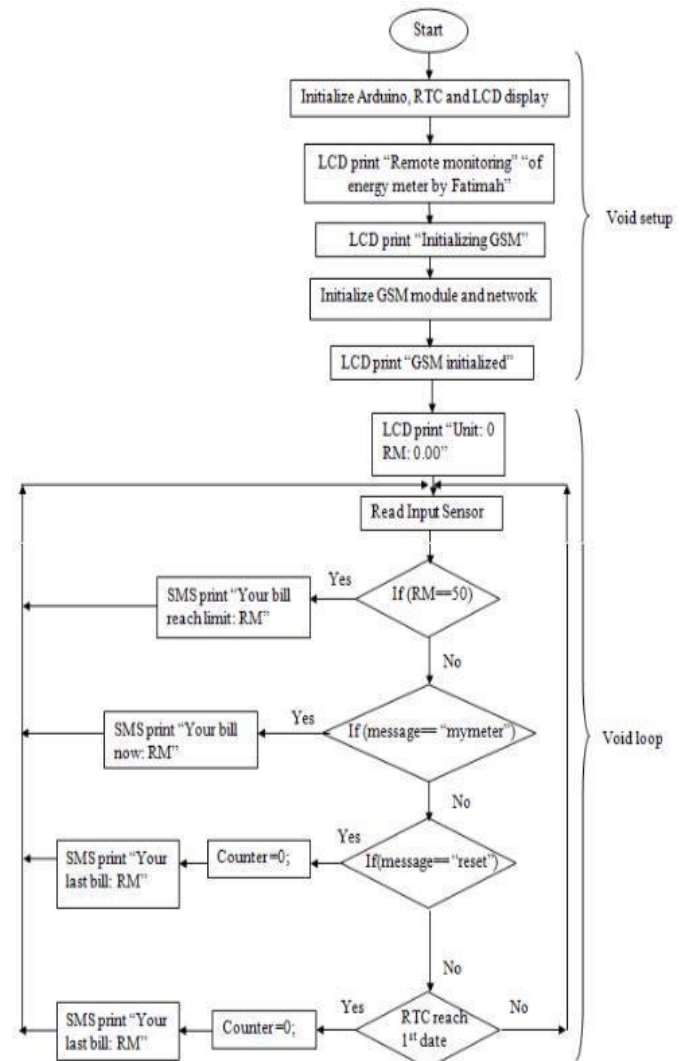 Start
Initialize Arduino, RTC and LCD display
LCD print “Remote monitoring” “of
energy meter by Fatimah”
LCD print “Initializing GSM”
Initialize GSM module and network
LCD print “GSM initialized”
Void setup
LCD print “Unit: 0
RM: 0.00”
Read Input Sensor
If (RM==50)
Yes
SMS print “Your bill
reach limit: RM”
No
If (message== “mymeter”)
Yes
SMS print “Your bill
now: RM”
No
If(message== “reset”)
Yes
Counter=0;
SMS print “Your
last bill: RM”
No
RTC reach
1st date
Yes
Counter=0;
SMS print “Your
last bill: RM”
No
Void loop